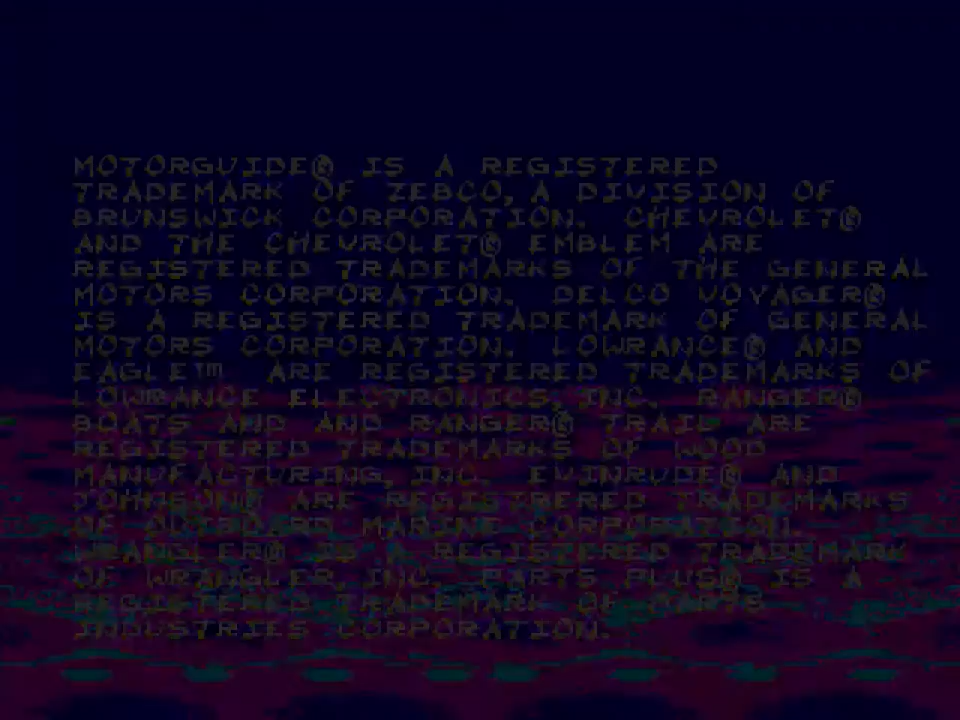 MOTORGUIDE® IS A REGISTERED
TRADEMARK OF ZEBCO, A DIVISION OF
BRUNSWICK CORPORATION. CHEVROLET®
AND THE CHEVROLET® EMBLEM ARE
REGISTERED TRADEMARKS OF THE GENERAL
MOTORS CORPORATION. DELCO VOYAGER®
IS A REGISTERED TRADEMARK OF GENERAL
MOTORS CORPORATION. LOWRANCE® AND
EAGLE™ ARE REGISTERED TRADEMARKS OF
LOWRANCE ELECTRONICS, INC. RANGER®
BOATS AND AND RANGER® TRAIL ARE
REGISTERED TRADEMARKS OF WOOD
MANUFACTURING, INC. EVINRUDE® AND
JOHNSON® ARE REGISTRERED TRADEMARKS
OF OUTBOARD MARINE CORPORATION.
WRANGLER® IS A REGISTERED TRADEMARK
OF WRANGLER, INC. PARTS PLUS® IS A
REGISTERED TRADEMARK OF PARTS
INDUSTRIES CORPORATION.